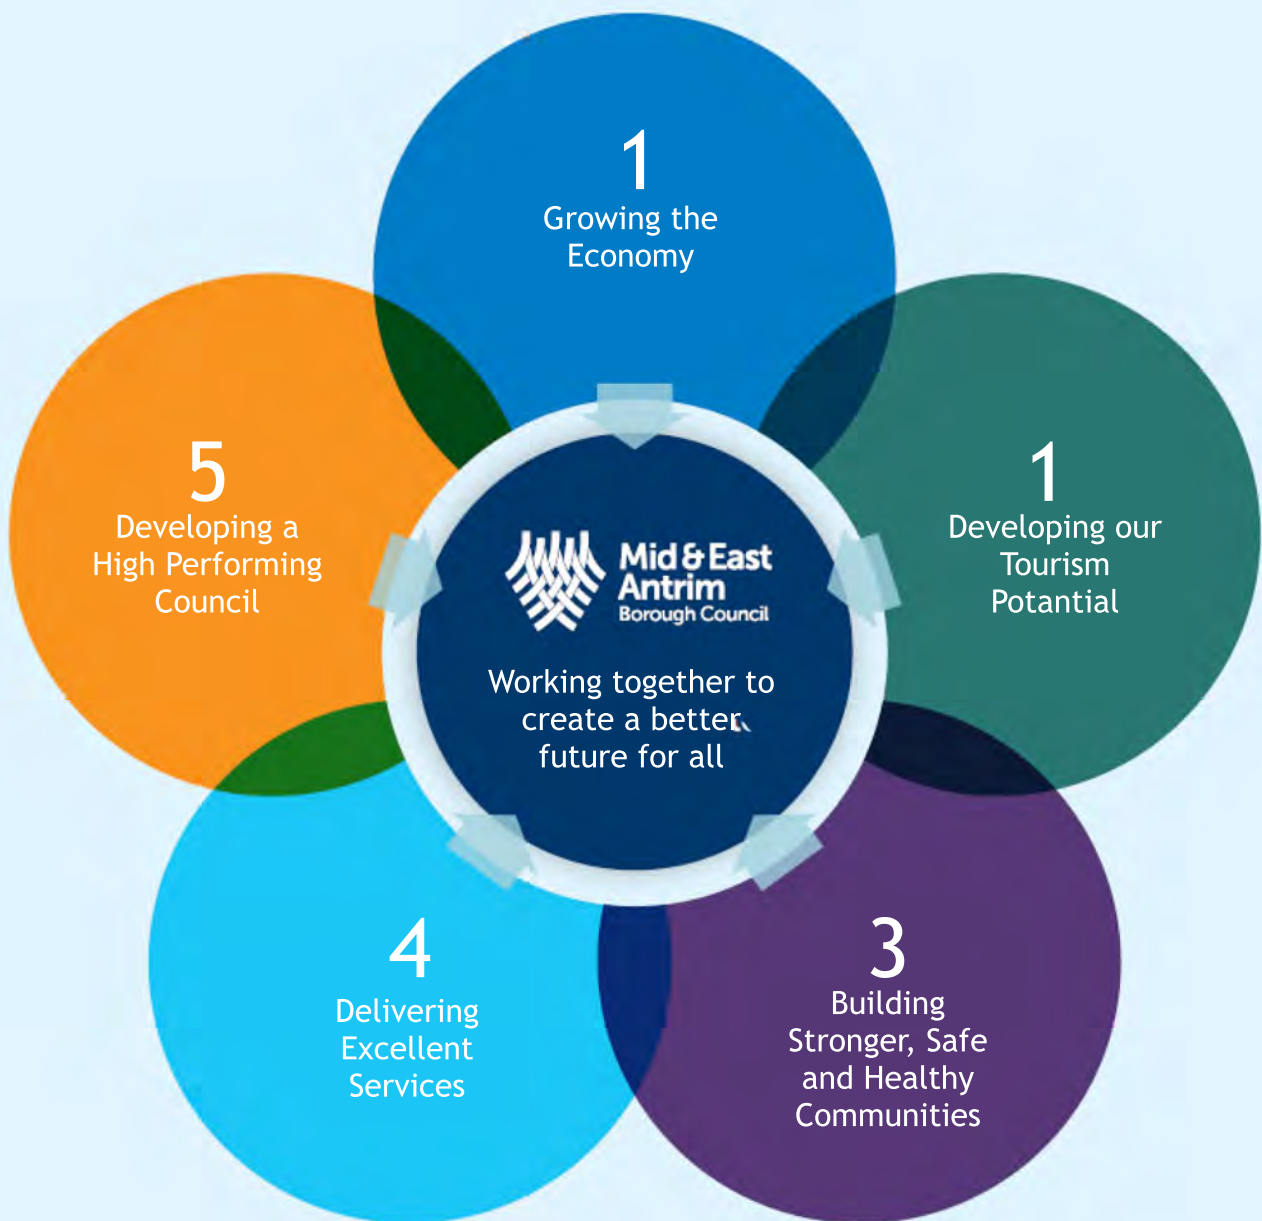 1
Growing the
Economy
1
Developing our
Tourism
Potantial
3
Building
Stronger, Safe
and Healthy
Communities
4
Delivering
Excellent
Services
5
Developing a
High Performing
Council
Mid & East
Antrim
Borough Council
Working together to
create a better
future for all